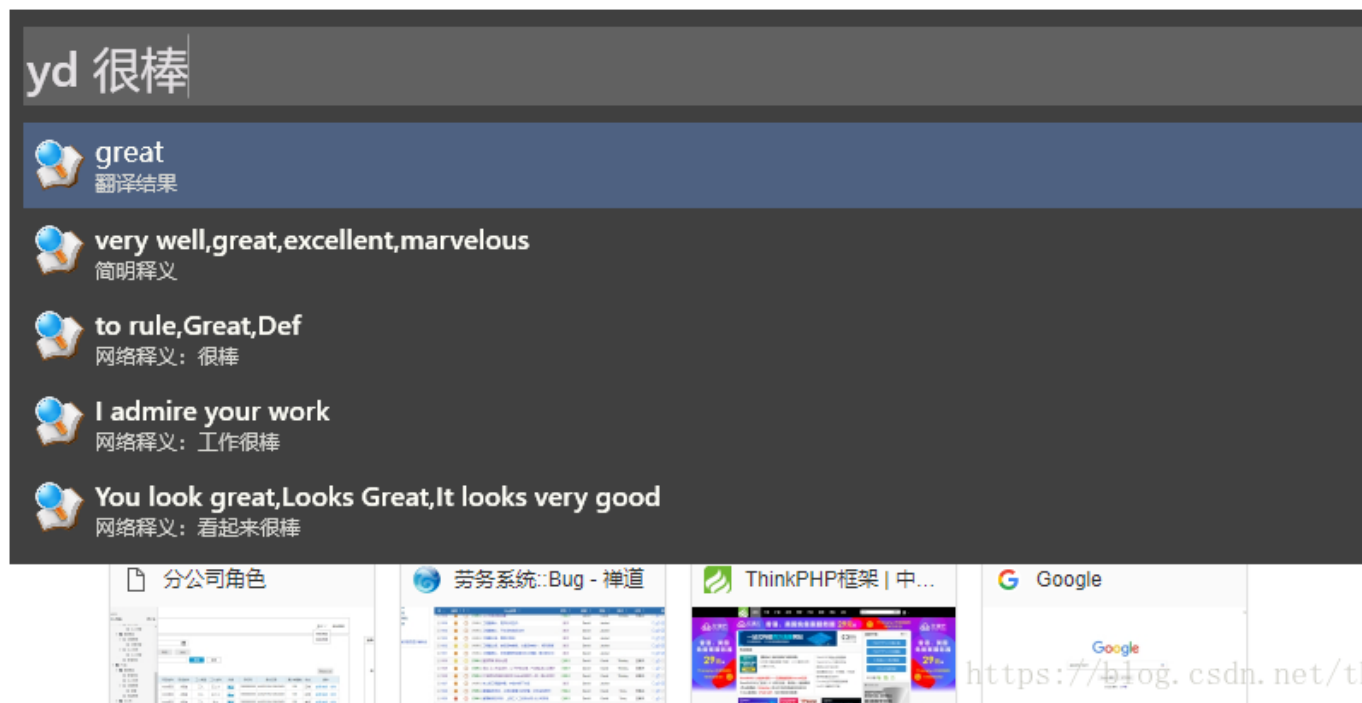 yd 很棒
great
翻译结果
very well,great,excellent,marvelous
简明释义
to rule,Great,Def
网络释义：很棒
I admire your work
网络释义：工作很棒
You look great,Looks Great,It looks very good
网络释义：看起来很棒
分公司角色 劳务系统::Bug - 禅道 ThinkPHP框架 | 中... Google
Google
https://blog.csdn.net/th